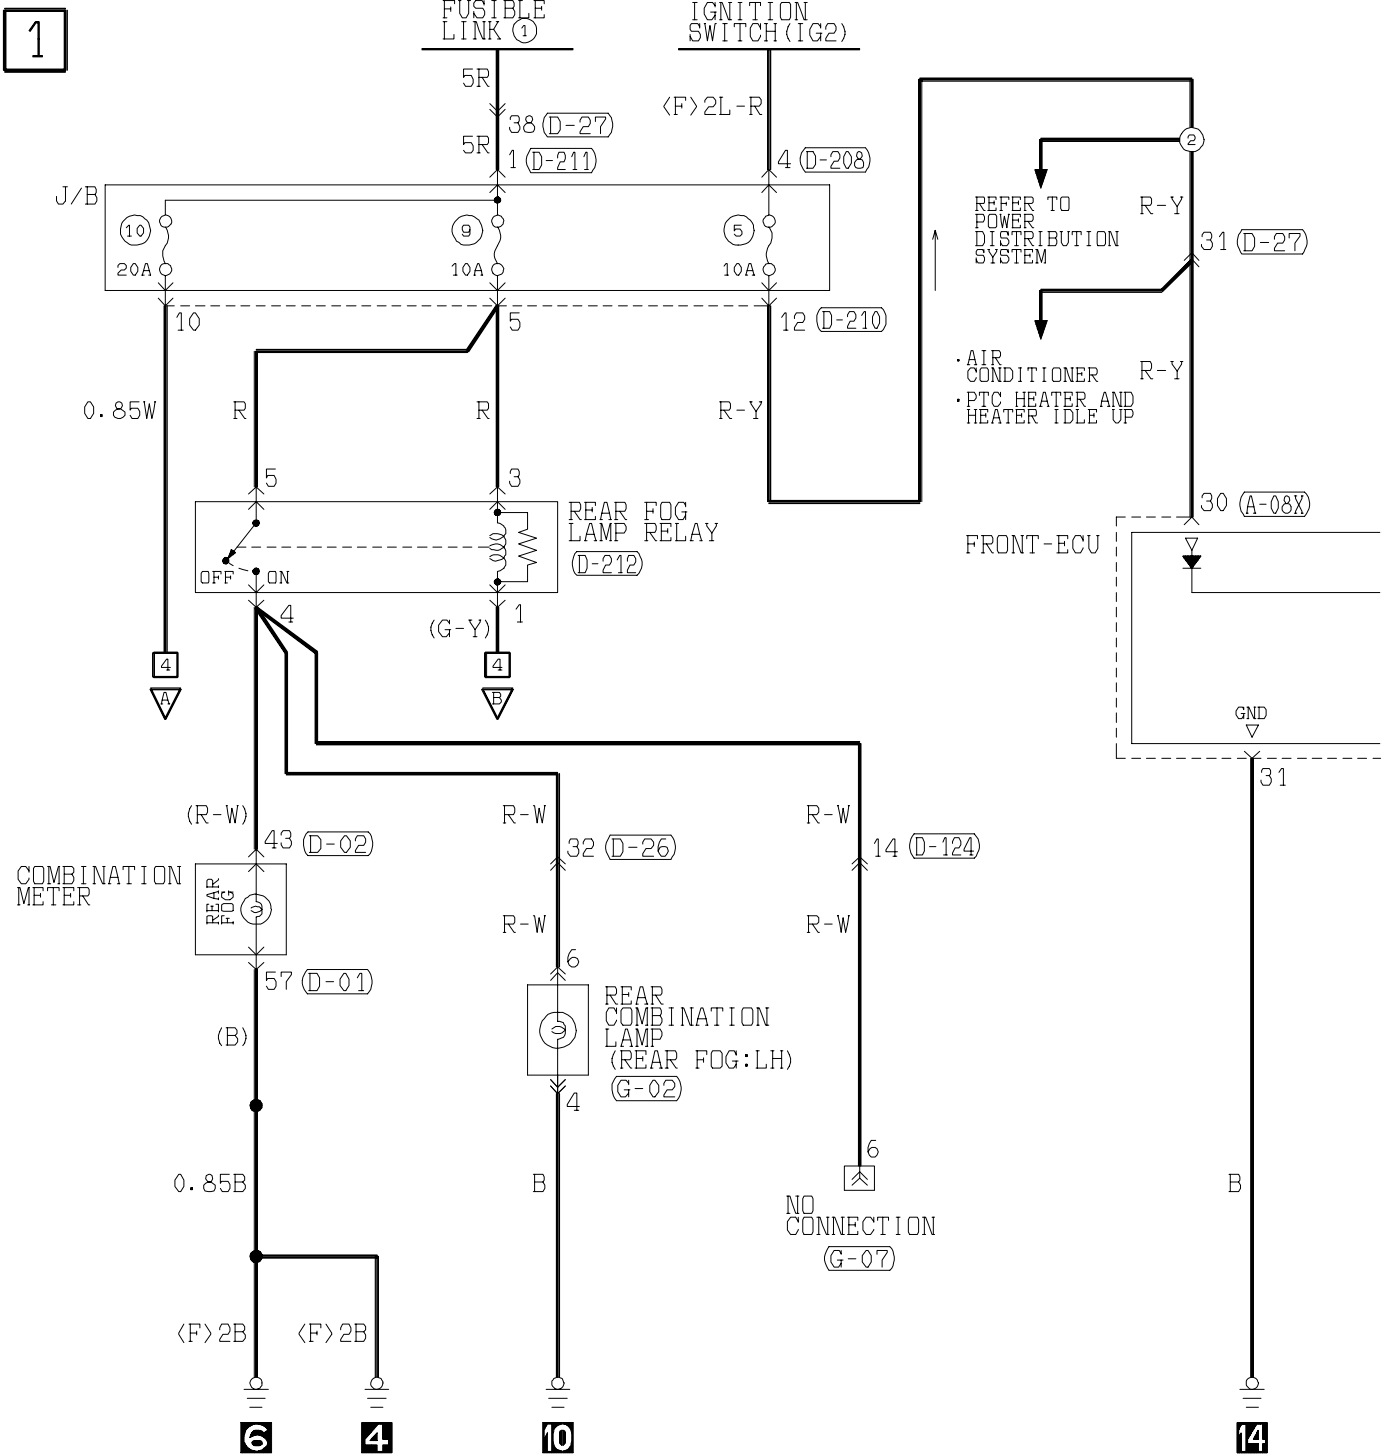 1
FUSIBLE
LINK ①
IGNITION
SWITCH(IG2)
5R
38 (D-27)
5R
1 (D-211)
<F>2L-R
4 (D-208)
2
J/B
10
20A
9
10A
5
10A
REFER TO
POWER
DISTRIBUTION
SYSTEM
R-Y
31 (D-27)
10
5
12 (D-210)
·AIR
CONDITIONER
·PTC HEATER AND
HEATER IDLE UP
R-Y
0.85W
R
R
R-Y
5
3
REAR FOG
LAMP RELAY
(D-212)
OFF
ON
30 (A-08X)
FRONT-ECU
4
1
(G-Y)
4
A
4
B
GND
31
(R-W)
R-W
R-W
43 (D-02)
32 (D-26)
14 (D-124)
COMBINATION
METER
REAR
FOG
R-W
R-W
57 (D-01)
6
REAR
COMBINATION
LAMP
(REAR FOG:LH)
(G-02)
(B)
4
6
0.85B
B
NO
CONNECTION
(G-07)
B
<F>2B
<F>2B
6
4
10
14